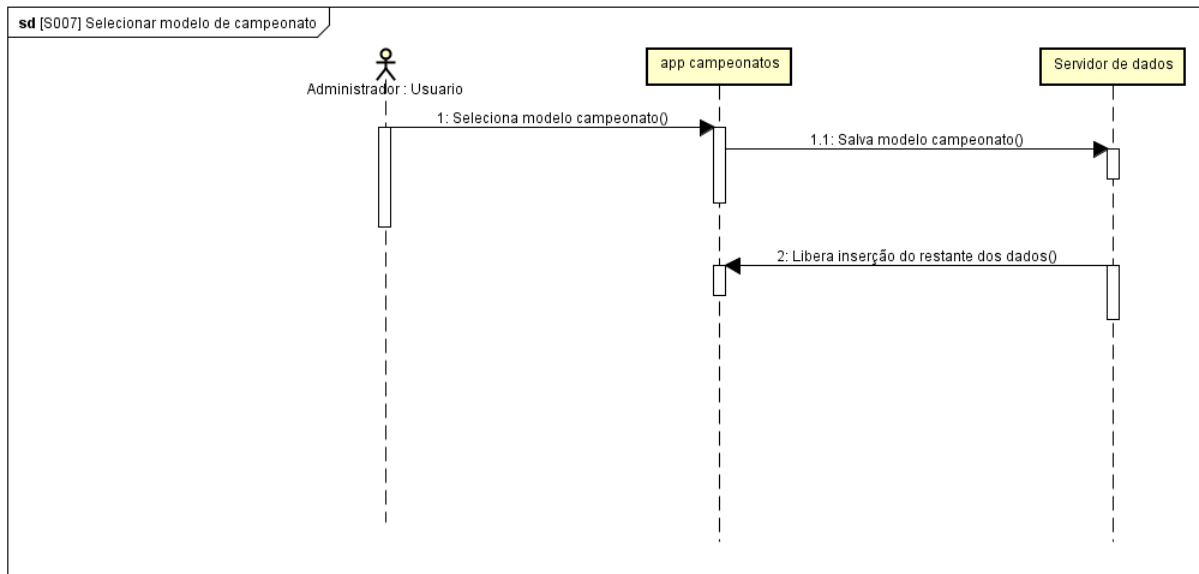 sd [S007] Selecionar modelo de campeonato
app campeonatos
Servidor de dados
Administrador : Usuario
1: Seleciona modelo campeonato()
1.1: Salva modelo campeonato()
2: Libera inserção do restante dos dados()